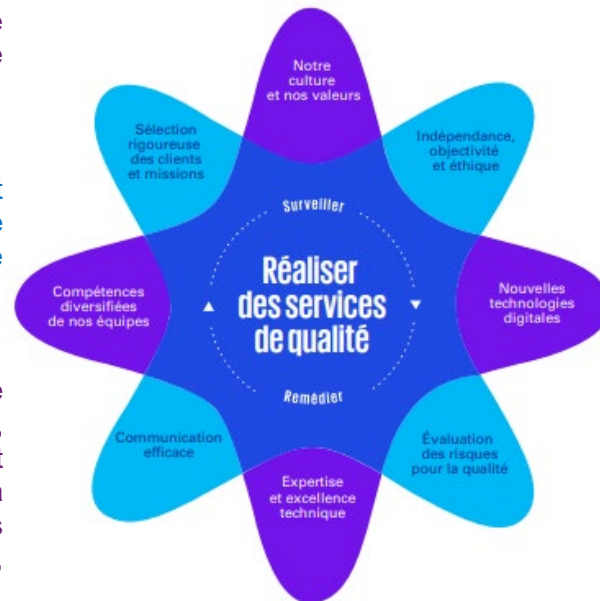 Notre
culture
et nos valeurs
Indépendance,
objectivité
et éthique
Nouvelles
technologies
digitales
Évaluation
des risques
pour la qualité
Expertise
et excellence
technique
Communication
efficace
Compétences
diversifiées
de nos équipes
Sélection
rigoureuse
des clients
et missions
Surveiller
Réaliser
des services
de qualité
Remédier